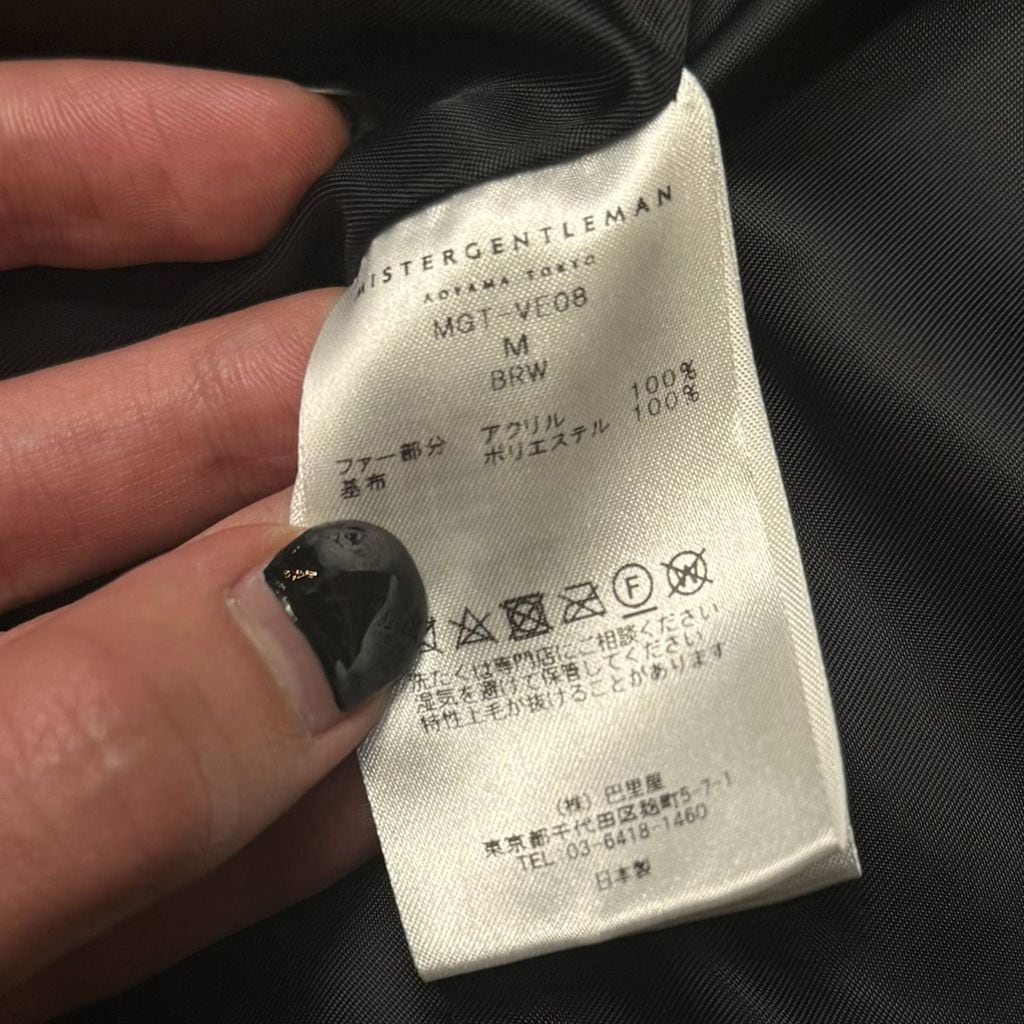 MISTERGENTLEMAN
AOYAMA TOKYO
MGT-VE08
M
BRW
ファー部分 アクリル 100%
基布 ポリエステル 100%
F
W
洗たくは専門店にご相談ください
湿気を避けて保管してください
特性上毛が抜けることがあります
(株) 巴里屋
東京都千代田区麹町5-7-1
TEL:03-6418-1460
日本製